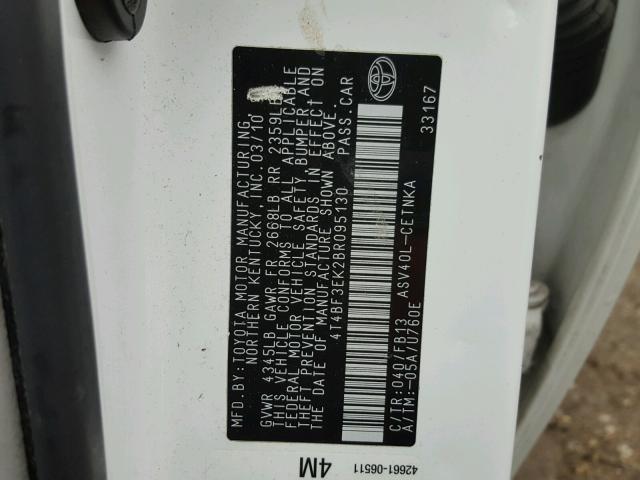 MFD.BY:TOYOTA MOTOR MANUFACTURING,
NORTHERN KENTUCKY, INC. 03/10
GVWR 4345LB GAWR FR 2668LB RR 2359LB
THIS VEHICLE CONFORMS TO ALL APPLICABLE
FEDERAL MOTOR VEHICLE SAFETY, BUMPER, AND
THEFT PREVENTION STANDARDS IN EFFECT ON
THE DATE OF MANUFACTURE SHOWN ABOVE.
4T4BF3EK2BR095130 PASS.CAR
C/TR:040/FB13 ASV40L-CETNKA 33167
A/TM:-05A/U760E
4M 42661-06511